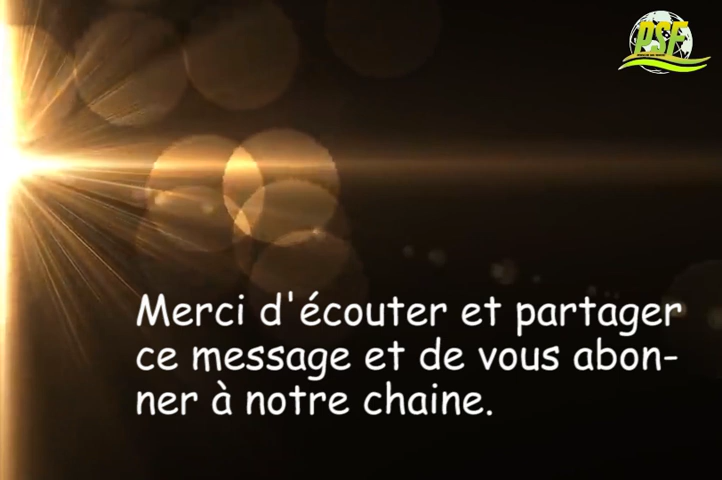 PSF
Merci d'écouter et partager
ce message et de vous abon-
ner à notre chaine.